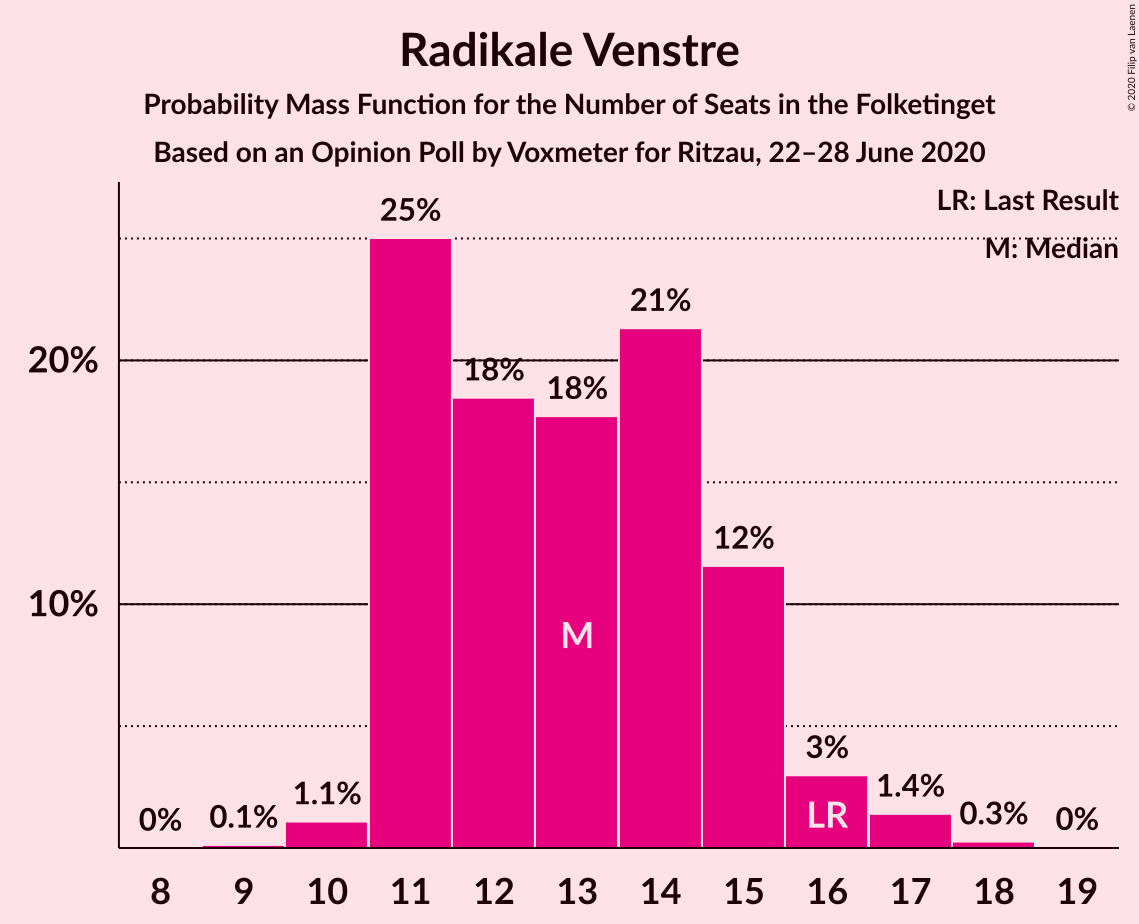 Radikale Venstre
Probability Mass Function for the Number of Seats in the Folketinget
Based on an Opinion Poll by Voxmeter for Ritzau, 22–28 June 2020
© 2020 Filip van Laenen
LR: Last Result
M: Median
20%
10%
0%
0.1%
1.1%
25%
18%
18%
21%
12%
3%
1.4%
0.3%
0%
M
LR
8 9 10 11 12 13 14 15 16 17 18 19